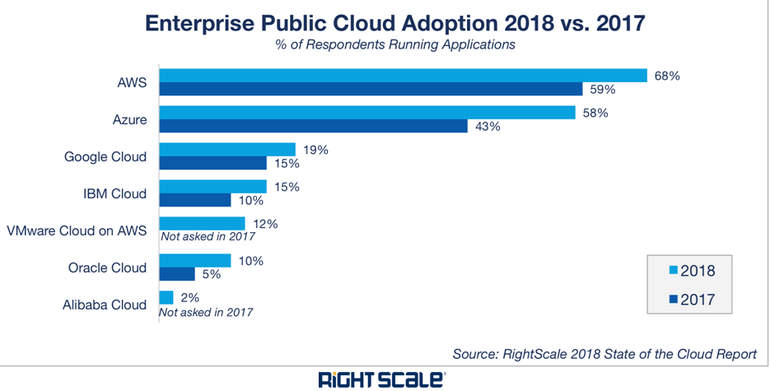 Enterprise Public Cloud Adoption 2018 vs. 2017
% of Respondents Running Applications
AWS 68%
59%
Azure 58%
43%
Google Cloud 19%
15%
IBM Cloud 15%
10%
VMware Cloud on AWS 12%
Not asked in 2017
Oracle Cloud 10%
5%
Alibaba Cloud 2%
Not asked in 2017
2018
2017
Source: RightScale 2018 State of the Cloud Report
RIGHTSCALE